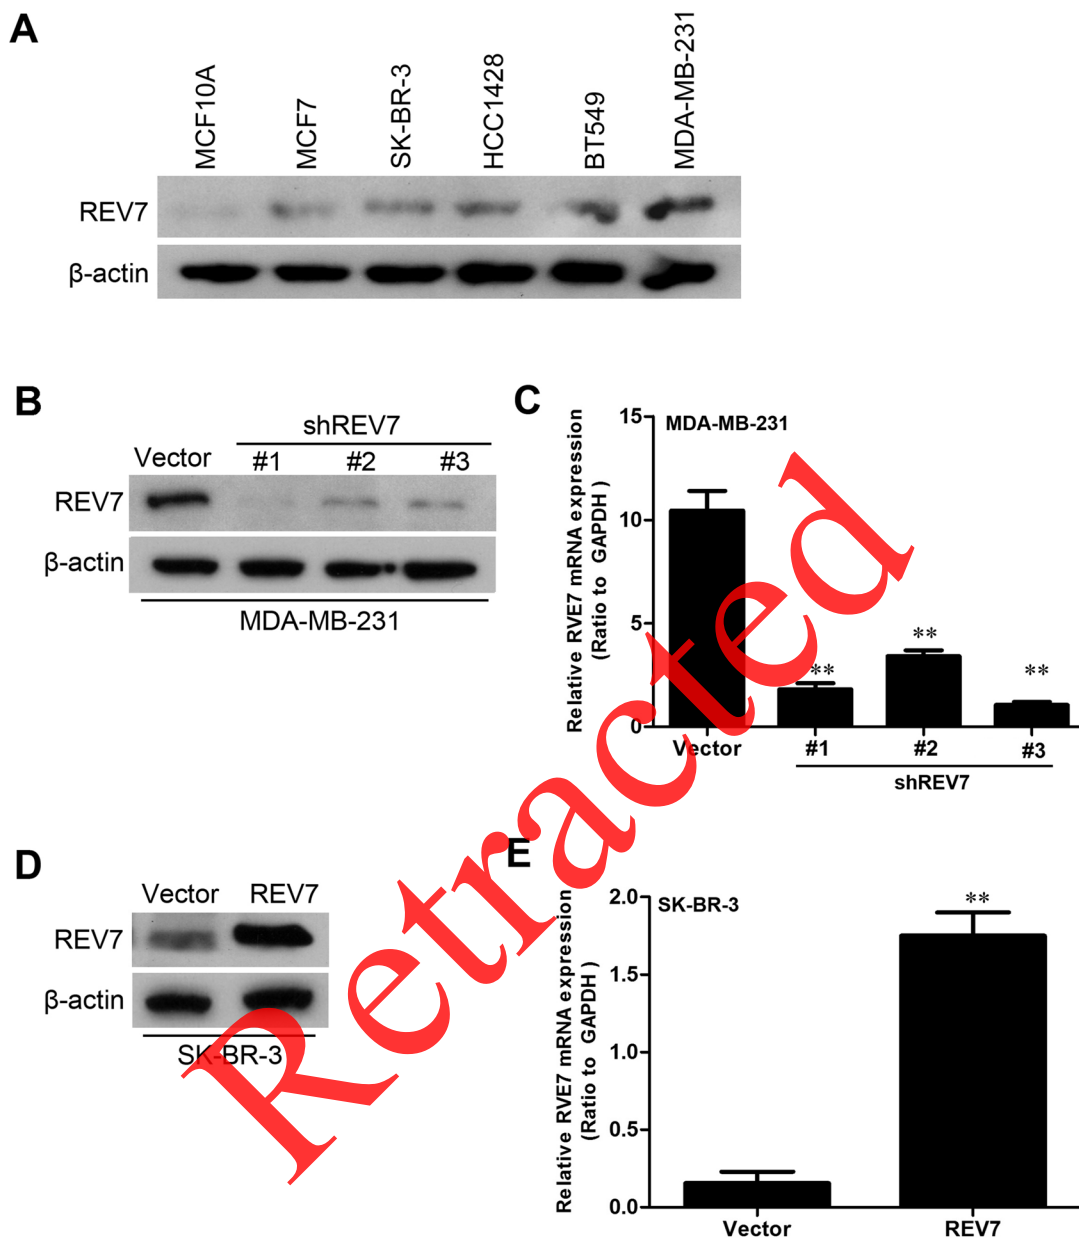 A
MCF10A
MCF7
SK-BR-3
HCC1428
BT549
MDA-MB-231
REV7
β-actin
B
shREV7
Vector #1 #2 #3
REV7
β-actin
MDA-MB-231
C
MDA-MB-231
Relative RVE7 mRNA expression
(Ratio to GAPDH )
15
10
5
0
** ** **
Vector #1 #2 #3
shREV7
D
Vector REV7
REV7
β-actin
SK-BR-3
E
SK-BR-3
Relative RVE7 mRNA expression
(Ratio to GAPDH )
2.0
1.5
1.0
0.5
0.0
**
Vector REV7
Retracted